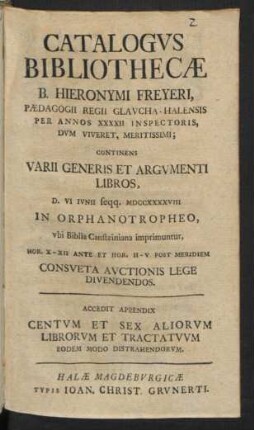 2
CATALOGVS
BIBLIOTHECÆ
B. HIERONYMI FREYERI,
PÆDAGOGII REGII GLAVCHA-HALENSIS
PER ANNOS XXXXII INSPECTORIS,
DVM VIVERET, MERITISSIMI;
CONTINENS
VARII GENERIS ET ARGVMENTI
LIBROS,
D. VI IVNII seqq. MDCCXXXXVIII
IN ORPHANOTROPHEO,
vbi Biblia Cansteiniana imprimuntur,
HOR. X-XII ANTE ET HOR. II-V POST MERIDIEM
CONSVETA AVCTIONIS LEGE
DIVENDENDOS.
ACCEDIT APPENDIX
CENTVM ET SEX ALIORVM
LIBRORVM ET TRACTATVVM
EODEM MODO DISTRAHENDORVM.
HALÆ MAGDEBVRGICÆ
TYPIS IOAN. CHRIST. GRVNERTI.